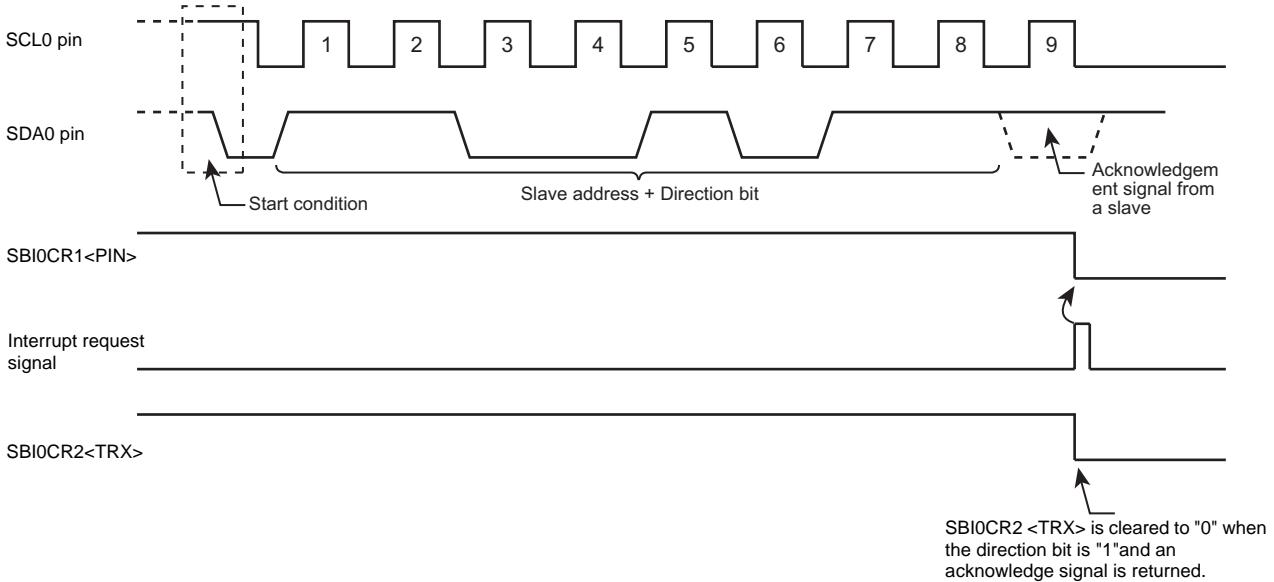 SCL0 pin
1 2 3 4 5 6 7 8 9
SDA0 pin
Start condition
Slave address + Direction bit
Acknowledgem
ent signal from
a slave
SBI0CR1<PIN>
Interrupt request
signal
SBI0CR2<TRX>
SBI0CR2 <TRX> is cleared to "0" when
the direction bit is "1"and an
acknowledge signal is returned.